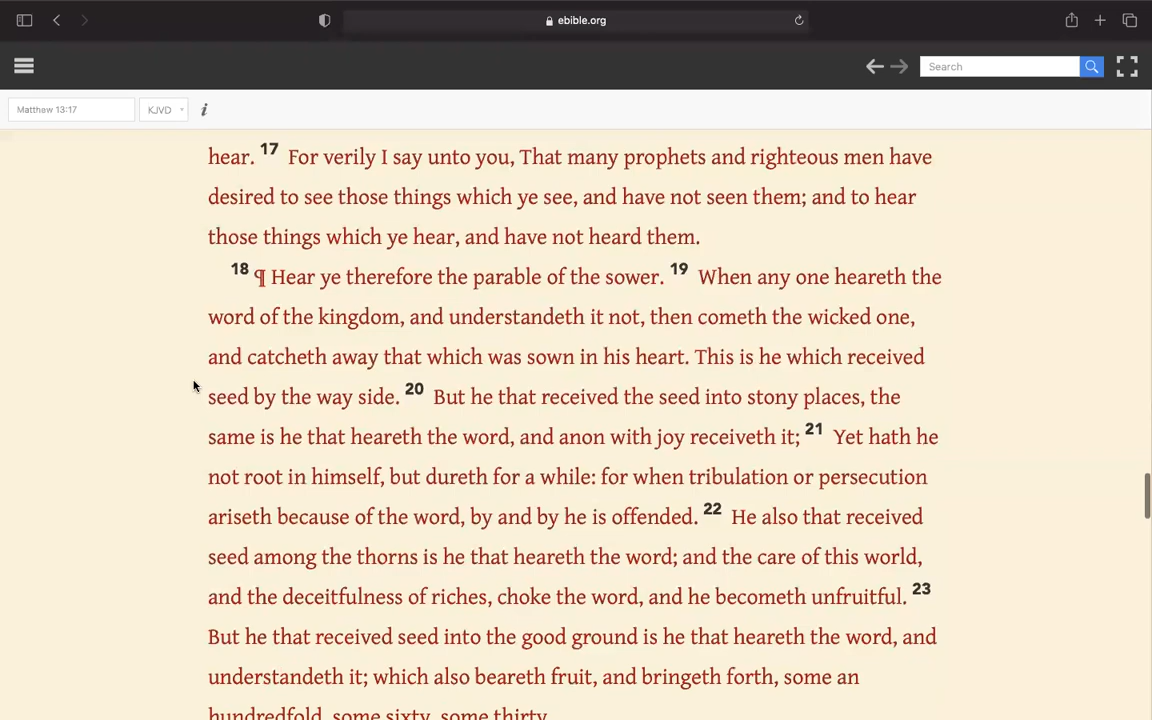 ebible.org
Search
Matthew 13:17 KJVD i
hear. 17 For verily I say unto you, That many prophets and righteous men have
desired to see those things which ye see, and have not seen them; and to hear
those things which ye hear, and have not heard them.
18 ¶ Hear ye therefore the parable of the sower. 19 When any one heareth the
word of the kingdom, and understandeth it not, then cometh the wicked one,
and catcheth away that which was sown in his heart. This is he which received
seed by the way side. 20 But he that received the seed into stony places, the
same is he that heareth the word, and anon with joy receiveth it; 21 Yet hath he
not root in himself, but dureth for a while: for when tribulation or persecution
ariseth because of the word, by and by he is offended. 22 He also that received
seed among the thorns is he that heareth the word; and the care of this world,
and the deceitfulness of riches, choke the word, and he becometh unfruitful. 23
But he that received seed into the good ground is he that heareth the word, and
understandeth it; which also beareth fruit, and bringeth forth, some an
hundredfold, some sixty, some thirty.